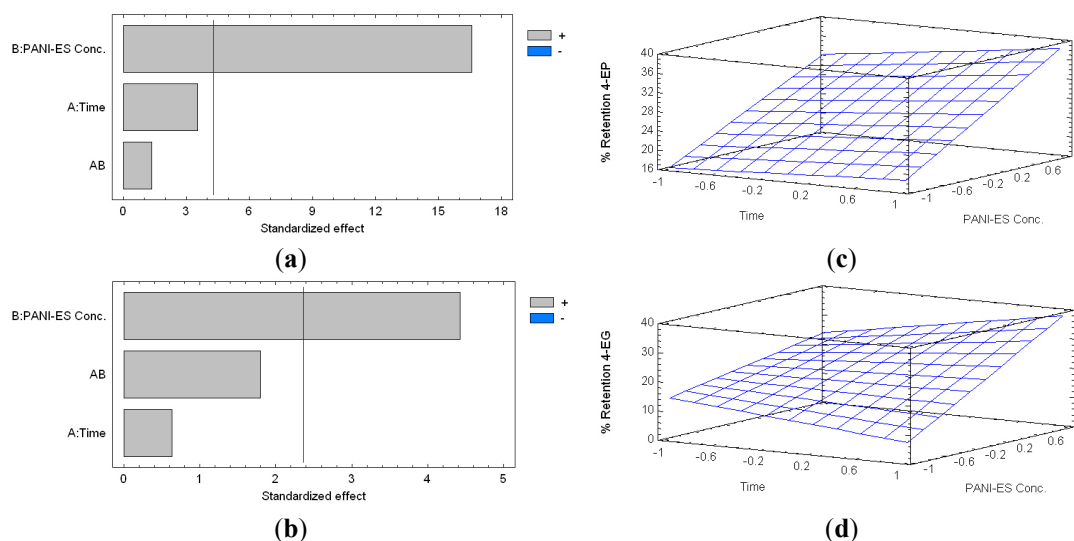 B:PANI-ES Conc.
A:Time
AB
0 3 6 9 12 15 18
Standardized effect
+
-
(a)
% Retention 4-EP
40
36
32
28
24
20
16
-1 -0.6 -0.2 0.2 0.6 1
Time
-1 -0.6 -0.2 0.2 0.6
PANI-ES Conc.
(c)
B:PANI-ES Conc.
AB
A:Time
0 1 2 3 4 5
Standardized effect
+
-
(b)
% Retention 4-EG
40
30
20
10
0
-1 -0.6 -0.2 0.2 0.6 1
Time
-1 -0.6 -0.2 0.2 0.6
PANI-ES Conc.
(d)